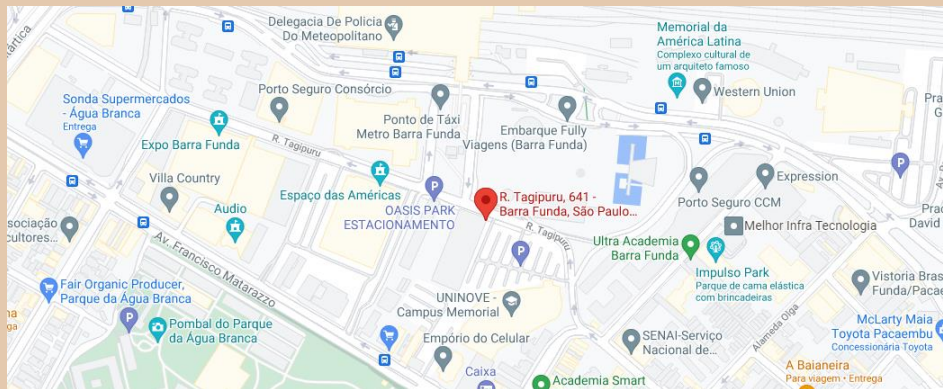 Delegacia De Policia
Do Meteopolitano
Memorial da
América Latina
Complexo cultural de
um arquiteto famoso
Western Union
Porto Seguro Consórcio
Sonda Supermercados
- Água Branca
Entrega
Ponto de Táxi
Metro Barra Funda
Embarque Fully
Viagens (Barra Funda)
Expo Barra Funda
R. Tagipuru
Villa Country
Espaço das Américas
P
Expression
Porto Seguro CCM
P
OASIS PARK
ESTACIONAMENTO
R. Tagipuru, 641 -
Barra Funda, São Paulo...
Audio
R. Tagipuru
Melhor Infra Tecnologia
David
Av. Francisco Matarazzo
P
Ultra Academia
Barra Funda
Impulso Park
Parque de cama elástica
com brincadeiras
Fair Organic Producer,
Parque da Água Branca
P
UNINOVE -
Campus Memorial
Vistoria Bras
Funda/Pacae
Pombal do Parque
da Água Branca
Empório do Celular
SENAI-Serviço
Nacional de...
Alameda Olga
McLarty Maia
Toyota Pacaembu
Concessionária Toyota
Caixa
Academia Smart
A Baianeira
Para viagem • Entrega